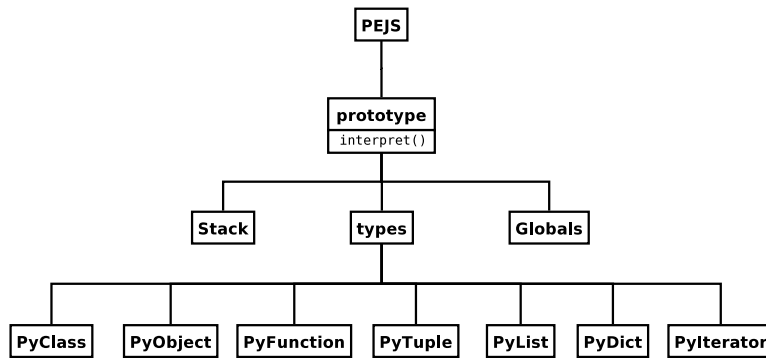 PEJS
prototype
interpret()
Stack types Globals
PyClass PyObject PyFunction PyTuple PyList PyDict PyIterator